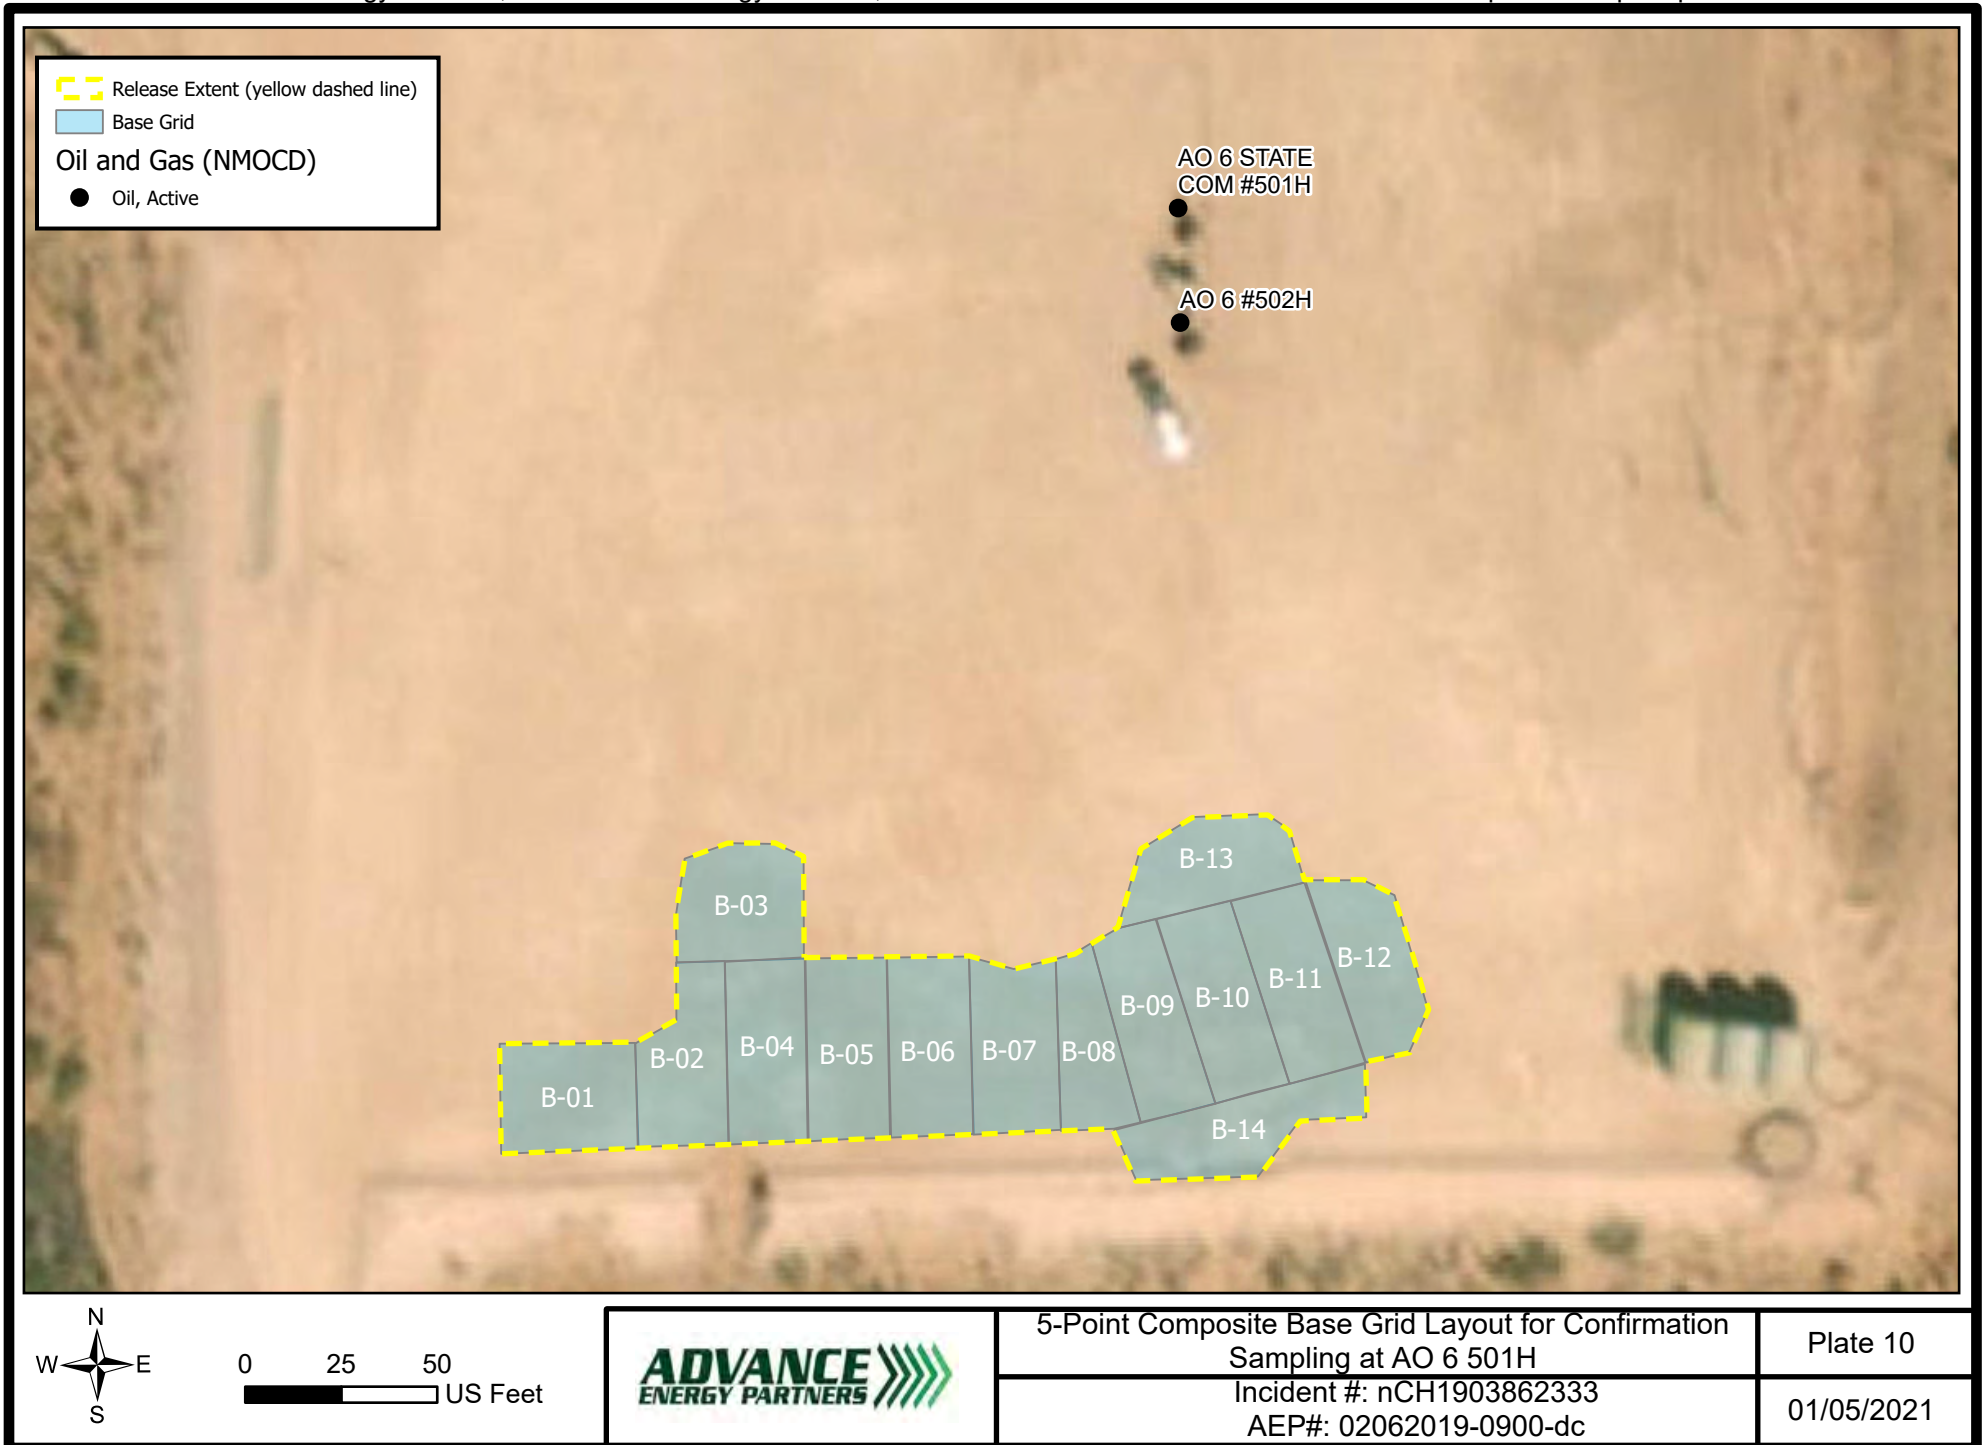 Release Extent (yellow dashed line)
Base Grid
Oil and Gas (NMOCD)
Oil, Active
AO 6 STATE
COM #501H
AO 6 #502H
B-13
B-03
B-12
B-11
B-10
B-09
B-04
B-05
B-06
B-07
B-08
B-02
B-01
B-14
N
W E
S
0 25 50
US Feet
ADVANCE
ENERGY PARTNERS
5-Point Composite Base Grid Layout for Confirmation
Sampling at AO 6 501H
Plate 10
Incident #: nCH1903862333
AEP#: 02062019-0900-dc
01/05/2021